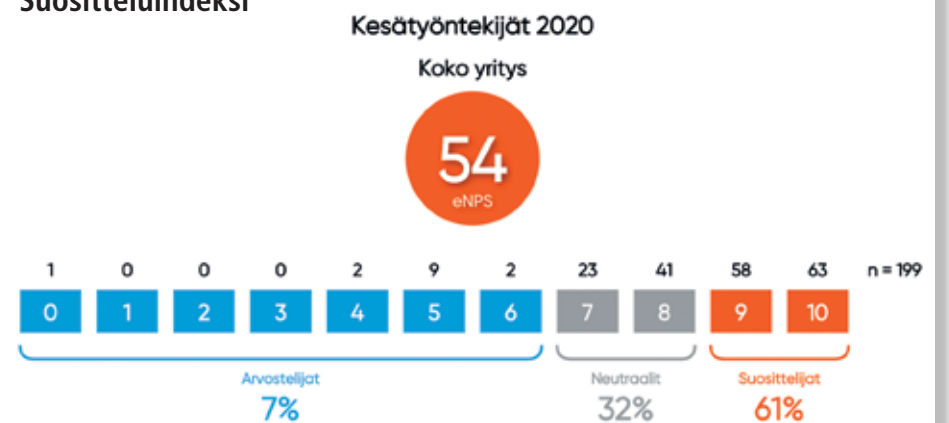 Suositteluindeksi
Kesätyöntekijät 2020
Koko yritys
54
eNPS
1 0 0 0 2 9 2 23 41 58 63 n = 199
0 1 2 3 4 5 6 7 8 9 10
Arvostelijat Neutraalit Suosittelijat
7% 32% 61%